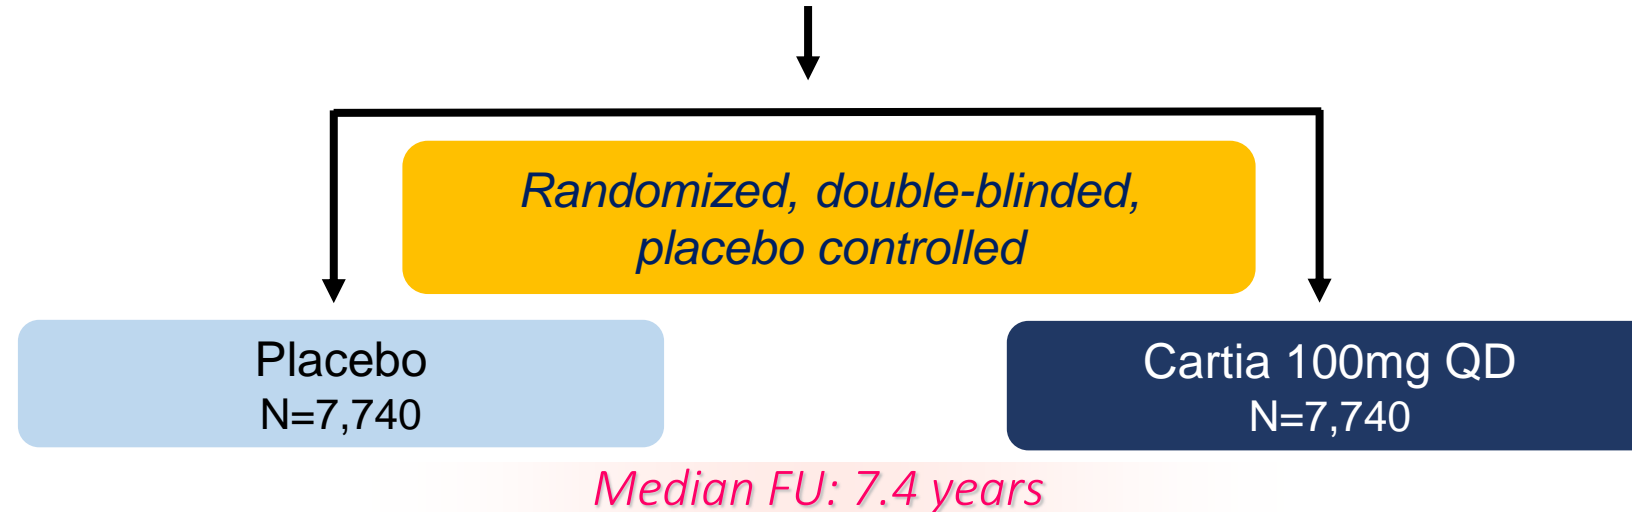 Randomized, double-blinded,
placebo controlled
Placebo
N=7,740
Cartia 100mg QD
N=7,740
Median FU: 7.4 years